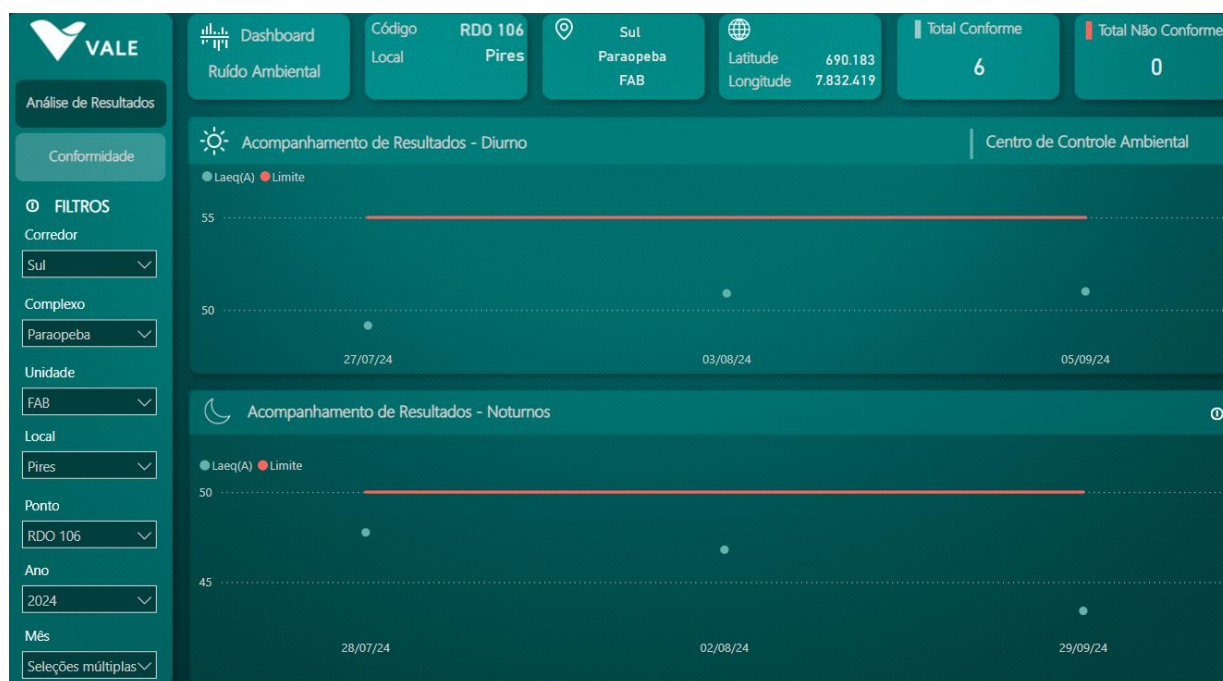 VALE
Análise de Resultados
Conformidade
FILTROS
Corredor
Sul
Complexo
Paraopeba
Unidade
FAB
Local
Pires
Ponto
RDO 106
Ano
2024
Mês
Seleções múltiplas
Dashboard
Ruído Ambiental
Código RDO 106
Local Pires
Sul
Paraopeba
FAB
Latitude 690.183
Longitude 7.832.419
Total Conforme
6
Total Não Conforme
0
Acompanhamento de Resultados - Diurno
Centro de Controle Ambiental
Laeq(A) Limite
55
50
27/07/24 03/08/24 05/09/24
Acompanhamento de Resultados - Noturnos
Laeq(A) Limite
50
45
28/07/24 02/08/24 29/09/24